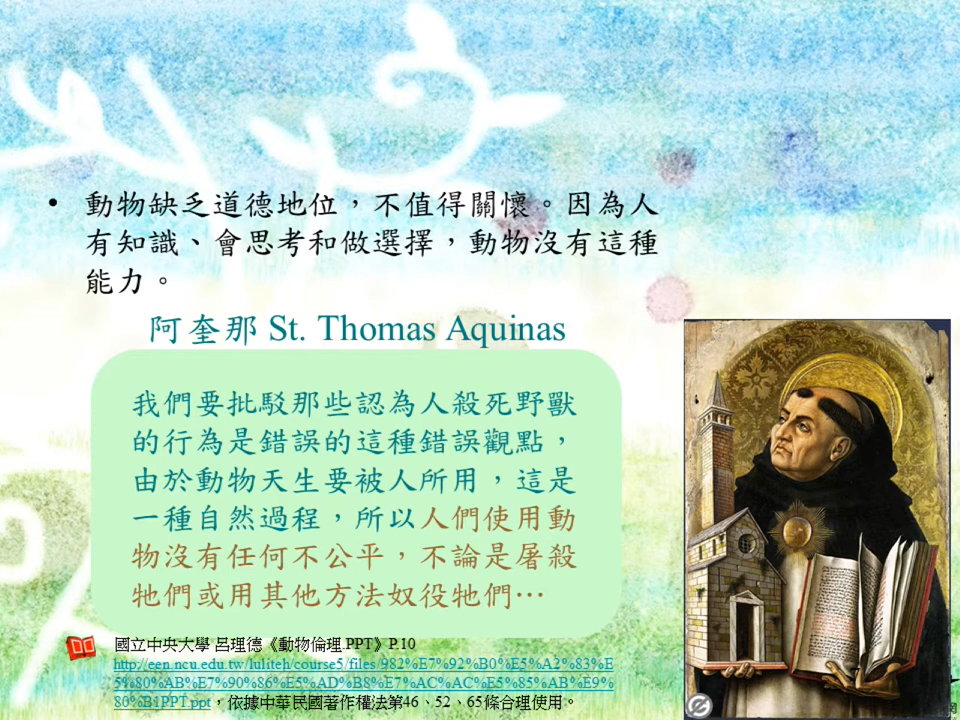 • 動物缺乏道德地位，不值得關懷。因為人
有知識、會思考和做選擇，動物沒有這種
能力。
阿奎那 St. Thomas Aquinas
我們要批駁那些認為人殺死野獸
的行為是錯誤的這種錯誤觀點，
由於動物天生要被人所用，這是
一種自然過程，所以人們使用動
物沒有任何不公平，不論是屠殺
牠們或用其他方法奴役牠們…
國立中央大學 呂理德《動物倫理.PPT》P.10
http://een.ncu.edu.tw/luliteh/course5/files/982%E7%92%B0%E5%A2%83%E
5%80%AB%E7%90%86%E5%AD%B8%E7%AC%AC%E5%85%AB%E9%
80%B1PPT.ppt，依據中華民國著作權法第46、52、65條合理使用。